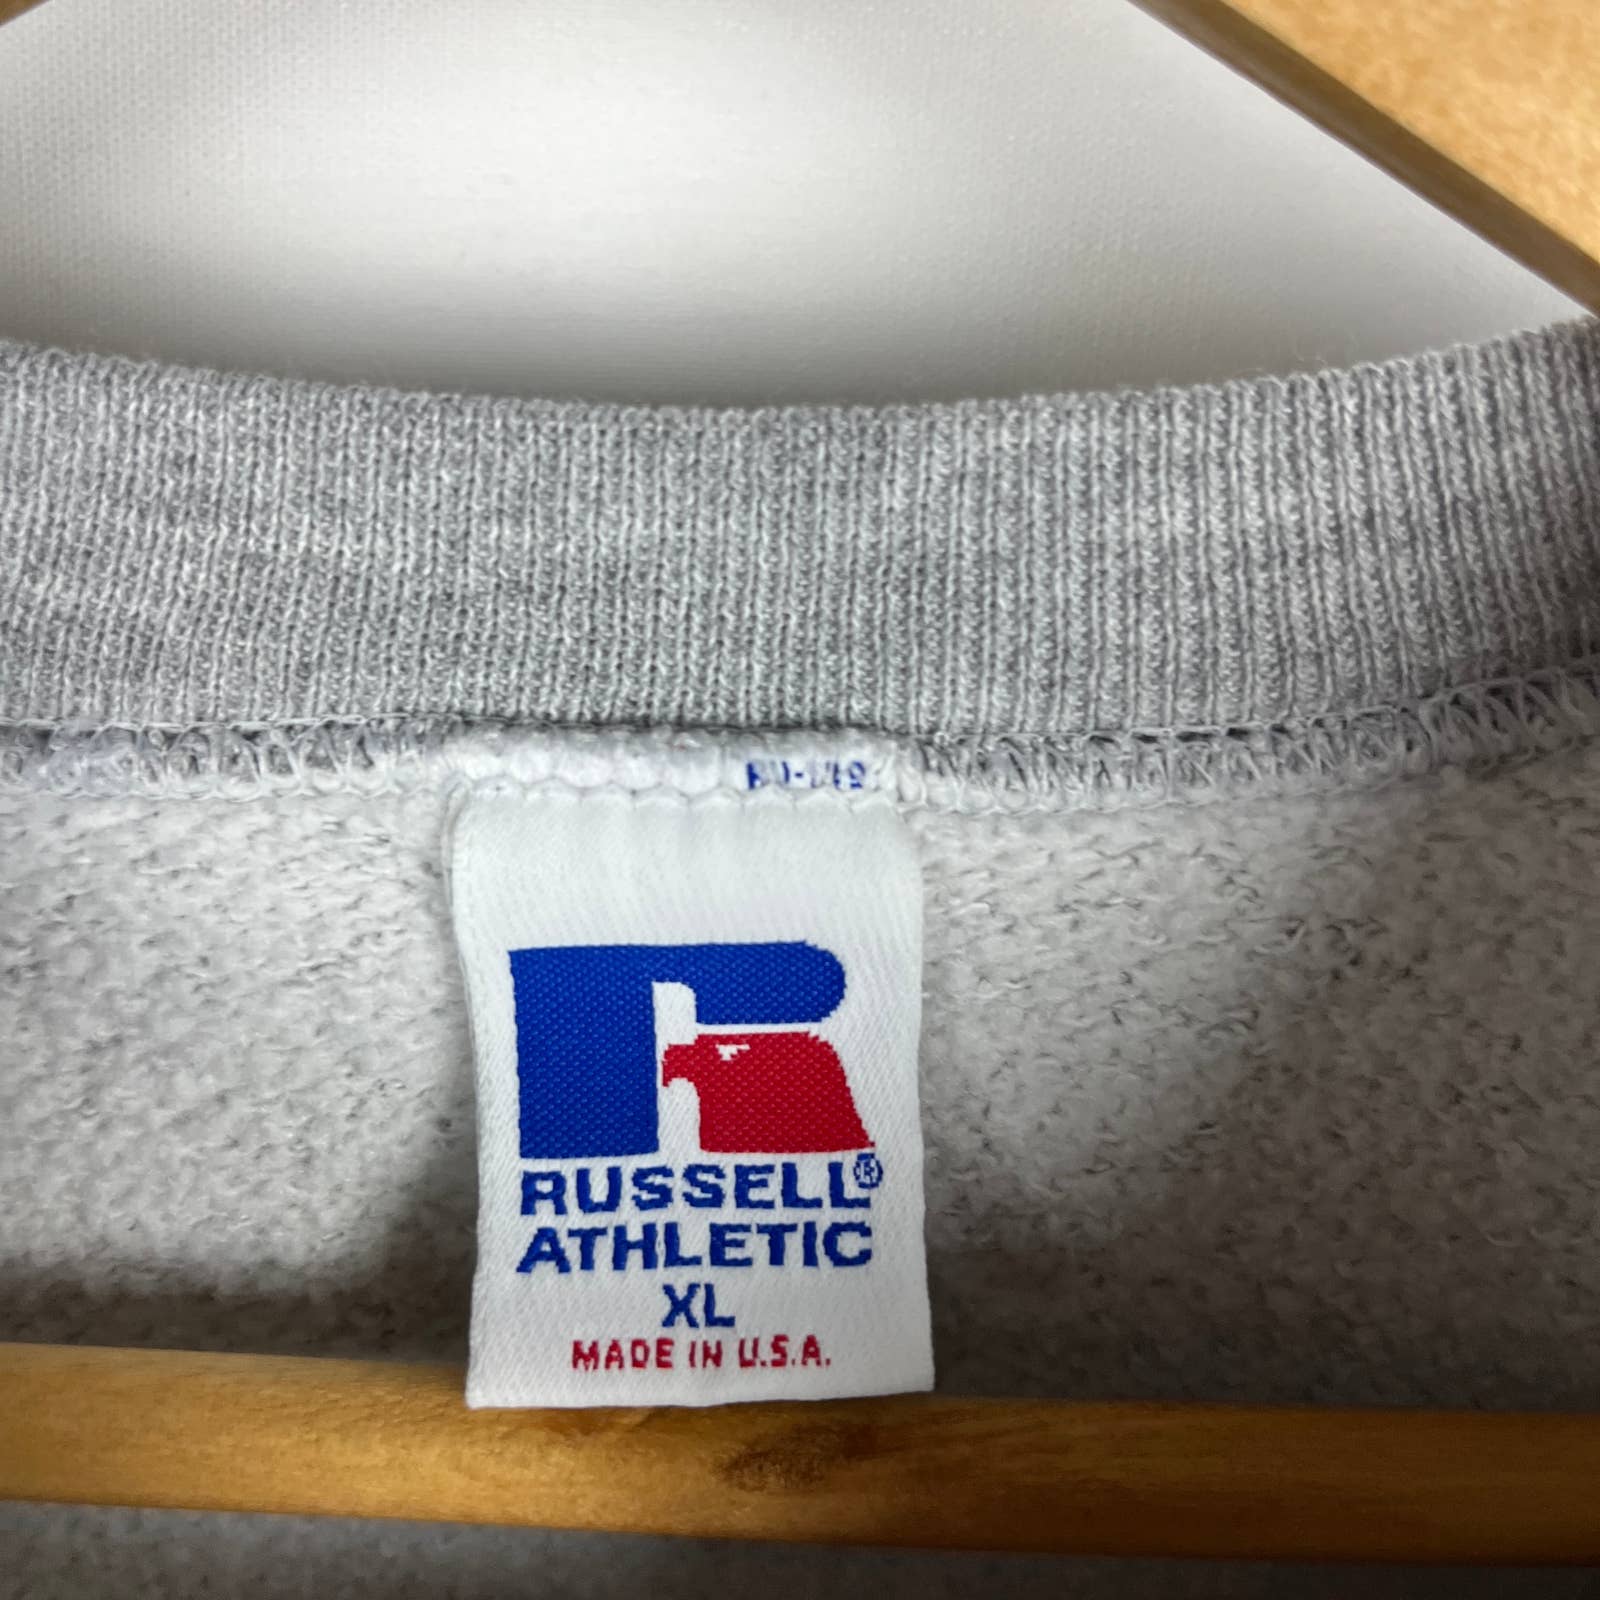 RUSSELL®
ATHLETIC
XL
MADE IN U.S.A.